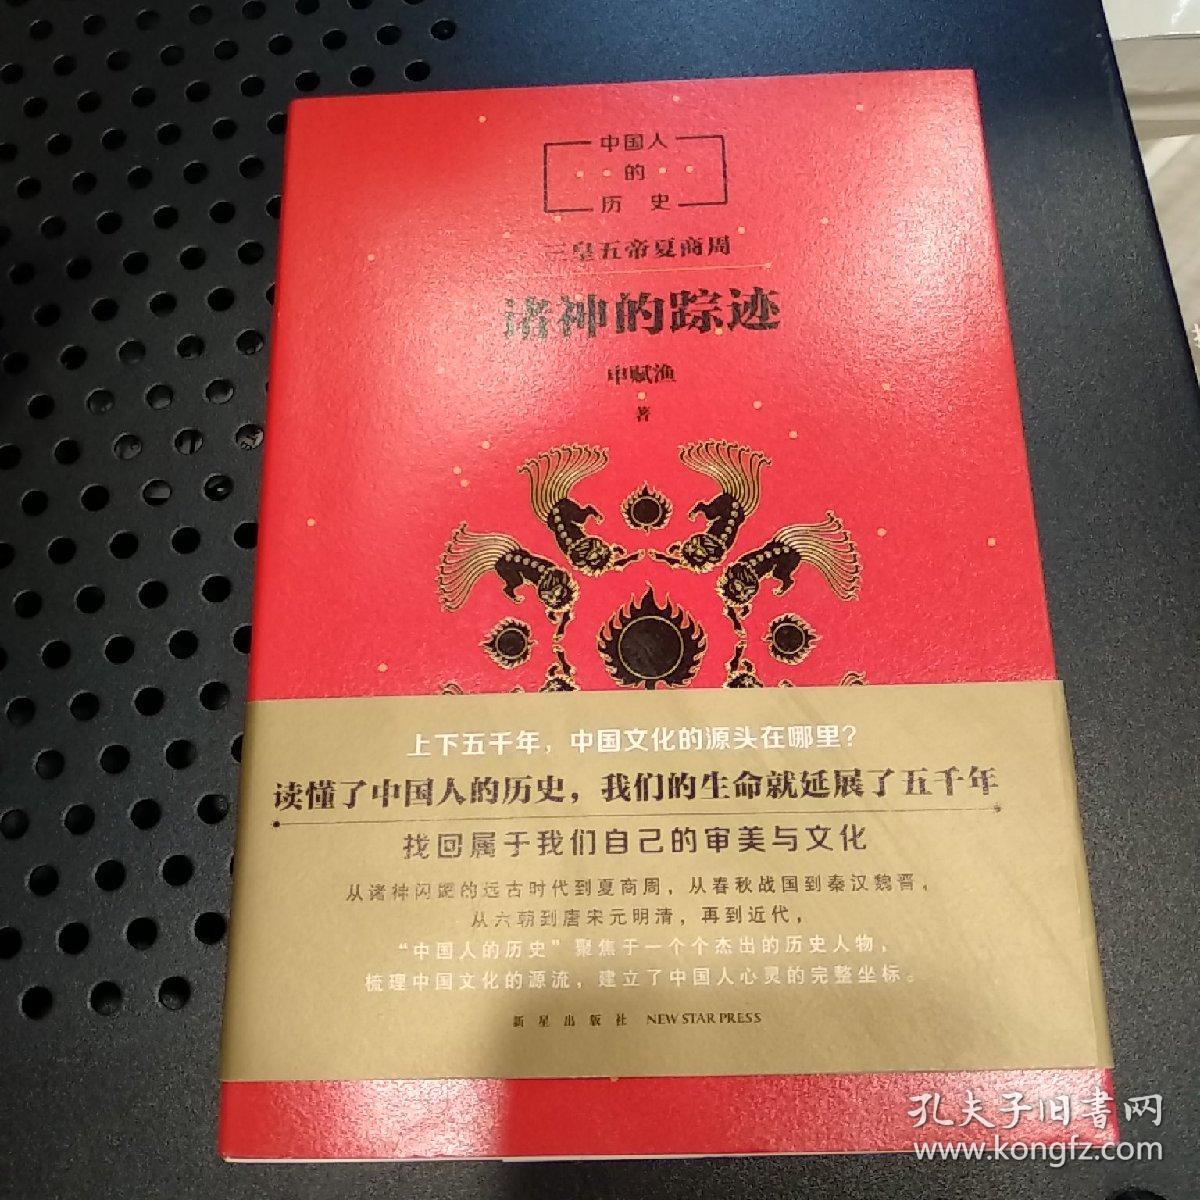 中国人
的
历史
三皇五帝夏商周
诸神的踪迹
申赋渔
著
上下五千年，中国文化的源头在哪里？
读懂了中国人的历史，我们的生命就延展了五千年
找回属于我们自己的审美与文化
从诸神闪耀的远古时代到夏商周，从春秋战国到秦汉魏晋，
从六朝到唐宋元明清，再到近代，
“中国人的历史”聚焦于一个个杰出的历史人物，
梳理中国文化的源流，建立了中国人心灵的完整坐标。
新星出版社 NEW STAR PRESS
孔夫子旧书网
www.kongfz.com